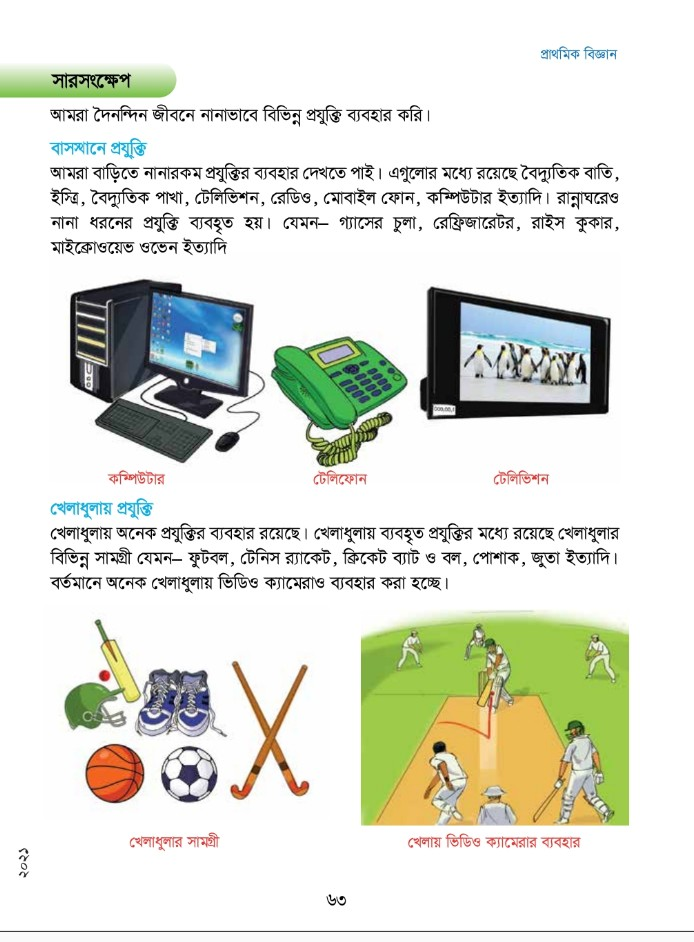 প্রাথমিক বিজ্ঞান
সারসংক্ষেপ
আমরা দৈনন্দিন জীবনে নানাভাবে বিভিন্ন প্রযুক্তি ব্যবহার করি।
বাসস্থানে প্রযুক্তি
আমরা বাড়িতে নানারকম প্রযুক্তির ব্যবহার দেখতে পাই। এগুলোর মধ্যে রয়েছে বৈদ্যুতিক বাতি,
ইস্ত্রি, বৈদ্যুতিক পাখা, টেলিভিশন, রেডিও, মোবাইল ফোন, কম্পিউটার ইত্যাদি। রান্নাঘরেও
নানা ধরনের প্রযুক্তি ব্যবহৃত হয়। যেমন– গ্যাসের চুলা, রেফ্রিজারেটর, রাইস কুকার,
মাইক্রোওয়েভ ওভেন ইত্যাদি
কম্পিউটার
টেলিফোন
টেলিভিশন
খেলাধুলায় প্রযুক্তি
খেলাধুলায় অনেক প্রযুক্তির ব্যবহার রয়েছে। খেলাধুলায় ব্যবহৃত প্রযুক্তির মধ্যে রয়েছে খেলাধুলার
বিভিন্ন সামগ্রী যেমন– ফুটবল, টেনিস র‍্যাকেট, ক্রিকেট ব্যাট ও বল, পোশাক, জুতা ইত্যাদি।
বর্তমানে অনেক খেলাধুলায় ভিডিও ক্যামেরাও ব্যবহার করা হচ্ছে।
খেলাধুলার সামগ্রী
খেলায় ভিডিও ক্যামেরার ব্যবহার
২০২১
৬৩